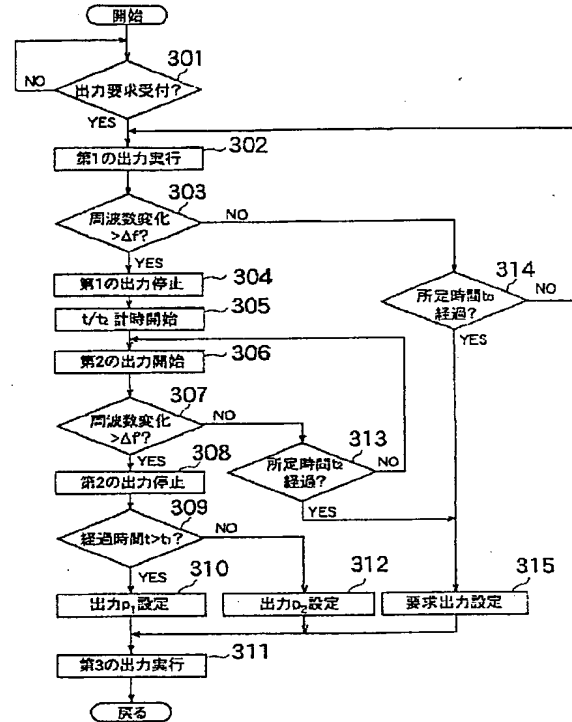 開始
301
NO
出力要求受付?
YES
302
第1の出力実行
303
周波数変化
>Δf?
NO
YES
304
第1の出力停止
305
t/t₂ 計時開始
314
所定時間t₀
経過?
NO
YES
306
第2の出力開始
307
周波数変化
>Δf?
NO
313
所定時間t₂
経過?
NO
YES
YES
308
第2の出力停止
309
経過時間t>t₁?
NO
YES
310
出力p₁設定
312
出力p₂設定
315
要求出力設定
311
第3の出力実行
戻る